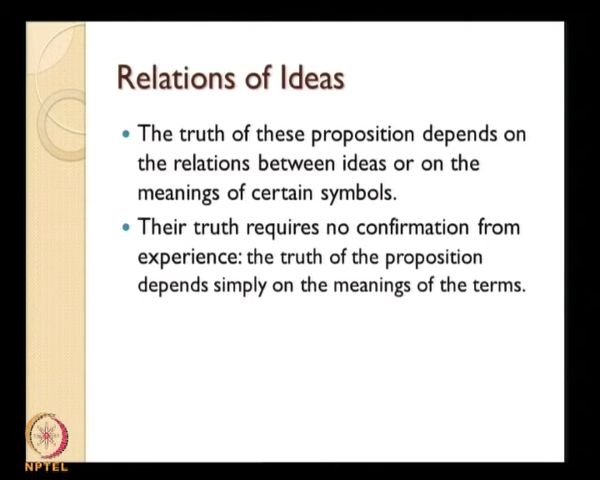 Relations of Ideas
The truth of these proposition depends on
the relations between ideas or on the
meanings of certain symbols.
Their truth requires no confirmation from
experience: the truth of the proposition
depends simply on the meanings of the terms.
NPTEL